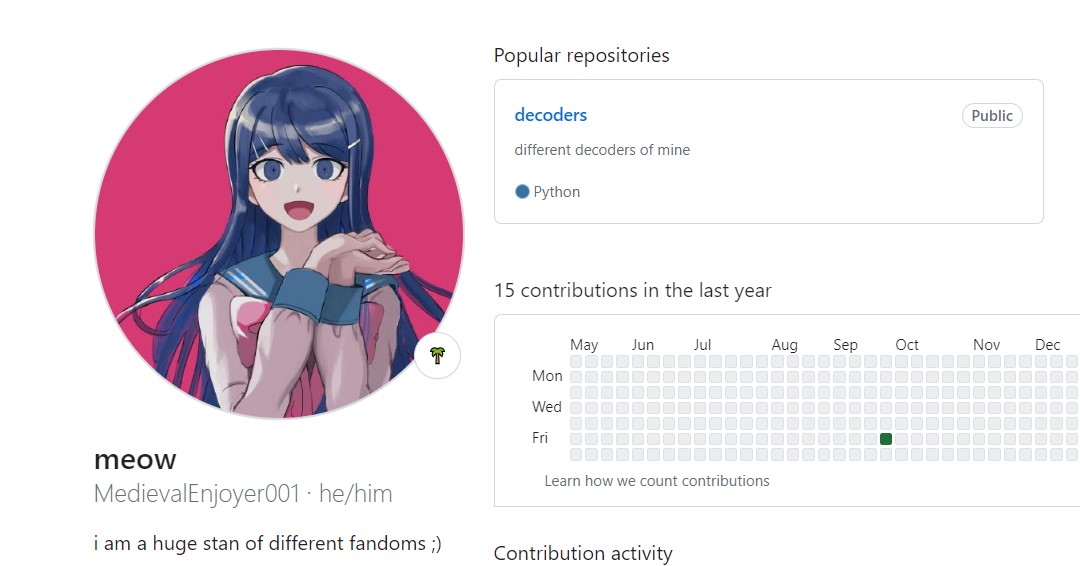 Popular repositories
decoders
Public
different decoders of mine
Python
15 contributions in the last year
May Jun Jul Aug Sep Oct Nov Dec
Mon
Wed
Fri
Learn how we count contributions
Contribution activity
meow
MedievalEnjoyer001 · he/him
i am a huge stan of different fandoms ;)